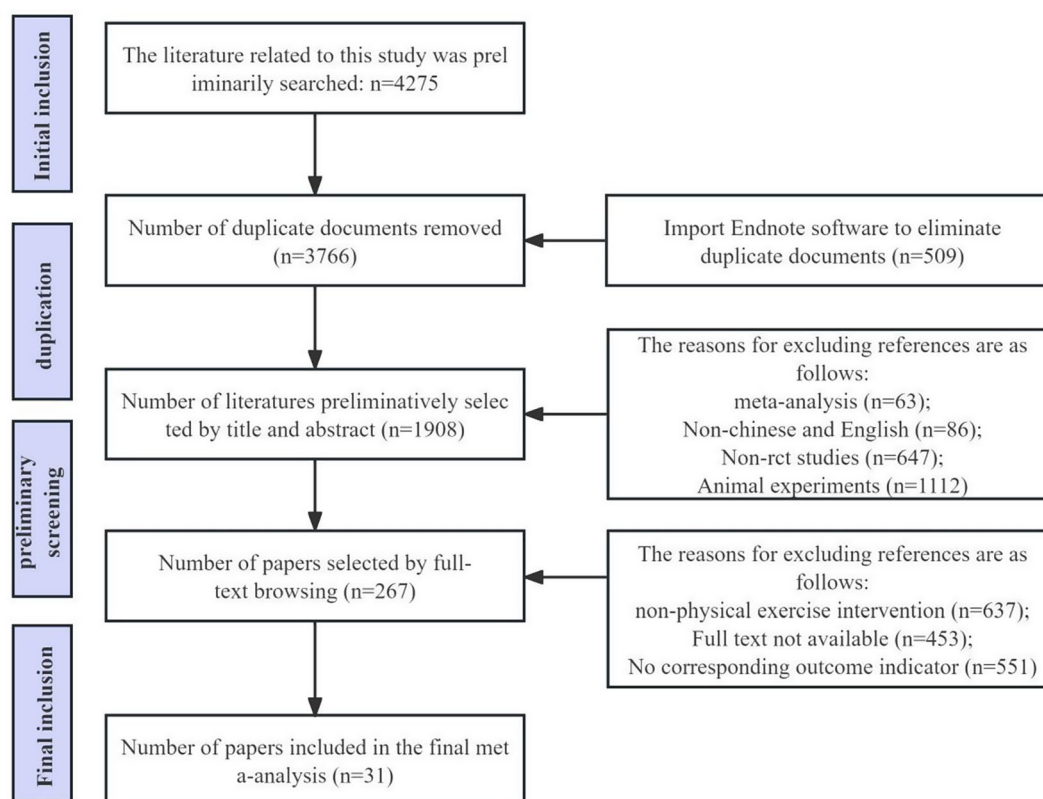 Initial inclusion
The literature related to this study was prel
iminarily searched: n=4275
duplication
Number of duplicate documents removed
(n=3766)
Import Endnote software to eliminate
duplicate documents (n=509)
Number of literatures preliminatively selec
ted by title and abstract (n=1908)
The reasons for excluding references are as
follows:
meta-analysis (n=63);
Non-chinese and English (n=86);
Non-rct studies (n=647);
Animal experiments (n=1112)
preliminary
screening
Number of papers selected by full-
text browsing (n=267)
The reasons for excluding references are as
follows:
non-physical exercise intervention (n=637);
Full text not available (n=453);
No corresponding outcome indicator (n=551)
Final inclusion
Number of papers included in the final met
a-analysis (n=31)